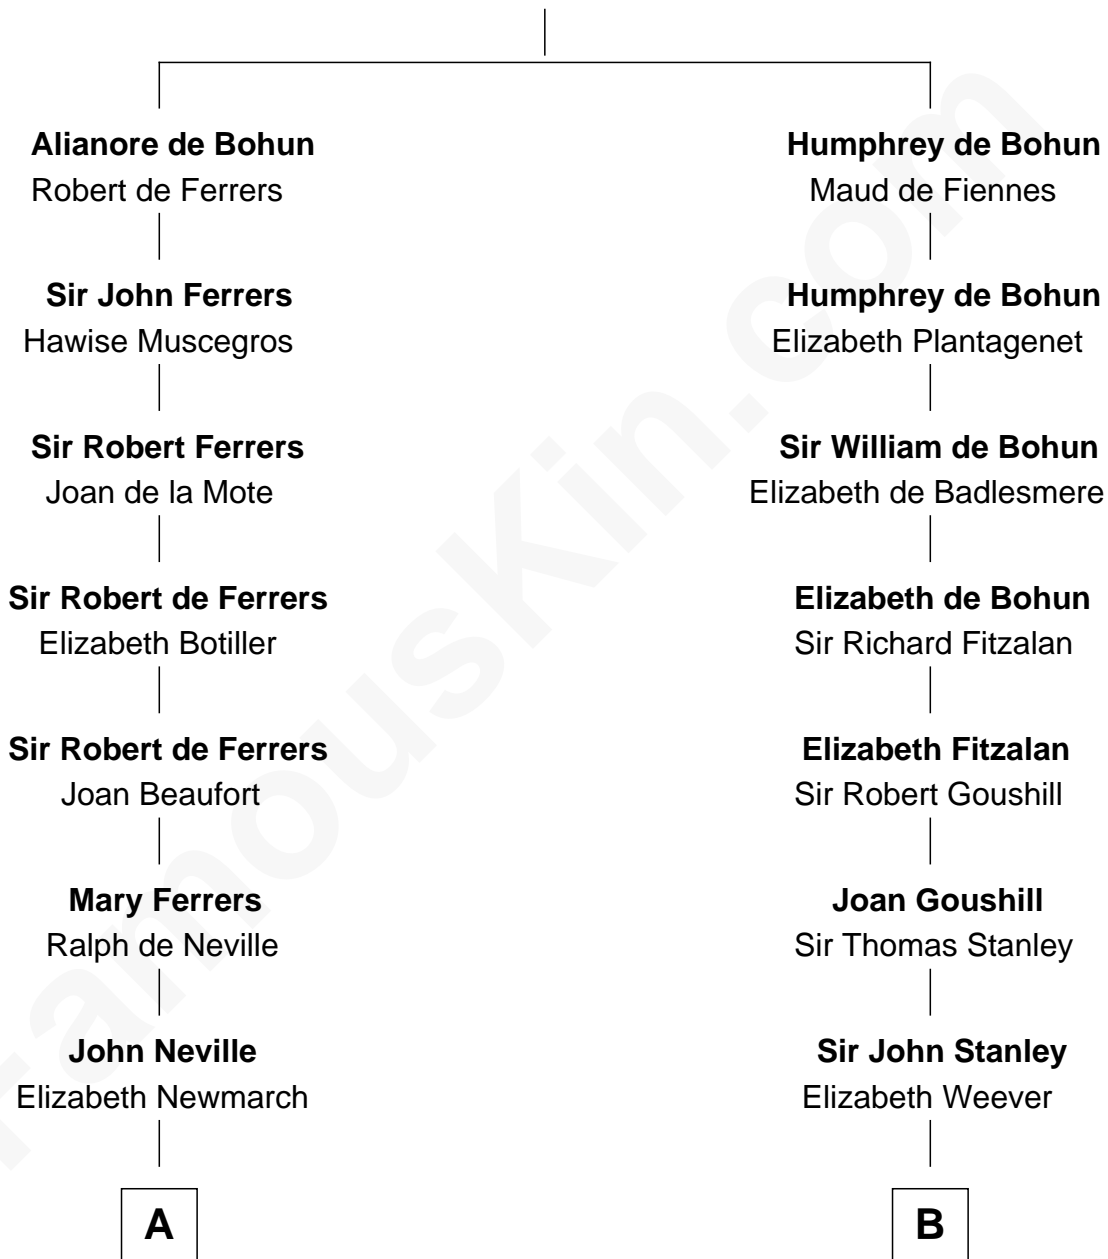 Alianore de Bohun
Robert de Ferrers
Sir John Ferrers
Hawise Muscegros
Sir Robert Ferrers
Joan de la Mote
Sir Robert de Ferrers
Elizabeth Botiller
Sir Robert de Ferrers
Joan Beaufort
Mary Ferrers
Ralph de Neville
John Neville
Elizabeth Newmarch
A
Humphrey de Bohun
Maud de Fiennes
Humphrey de Bohun
Elizabeth Plantagenet
Sir William de Bohun
Elizabeth de Badlesmere
Elizabeth de Bohun
Sir Richard Fitzalan
Elizabeth Fitzalan
Sir Robert Goushill
Joan Goushill
Sir Thomas Stanley
Sir John Stanley
Elizabeth Weever
B
FamousKin.com